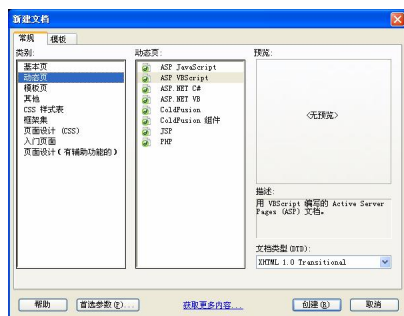 新建文档
常规 模板
类别:
基本页
动态页
模板页
其他
CSS 样式表
框架集
页面设计 (CSS)
入门页面
页面设计(有辅助功能的)
动态页:
ASP JavaScript
ASP VBScript
ASP.NET C#
ASP.NET VB
ColdFusion
ColdFusion 组件
JSP
PHP
预览:
<无预览>
描述:
用 VBScript 编写的 Active Server
Pages (ASP) 文档。
文档类型(DTD):
XHTML 1.0 Transitional
帮助 首选参数(P)... 获取更多内容... 创建(R) 取消